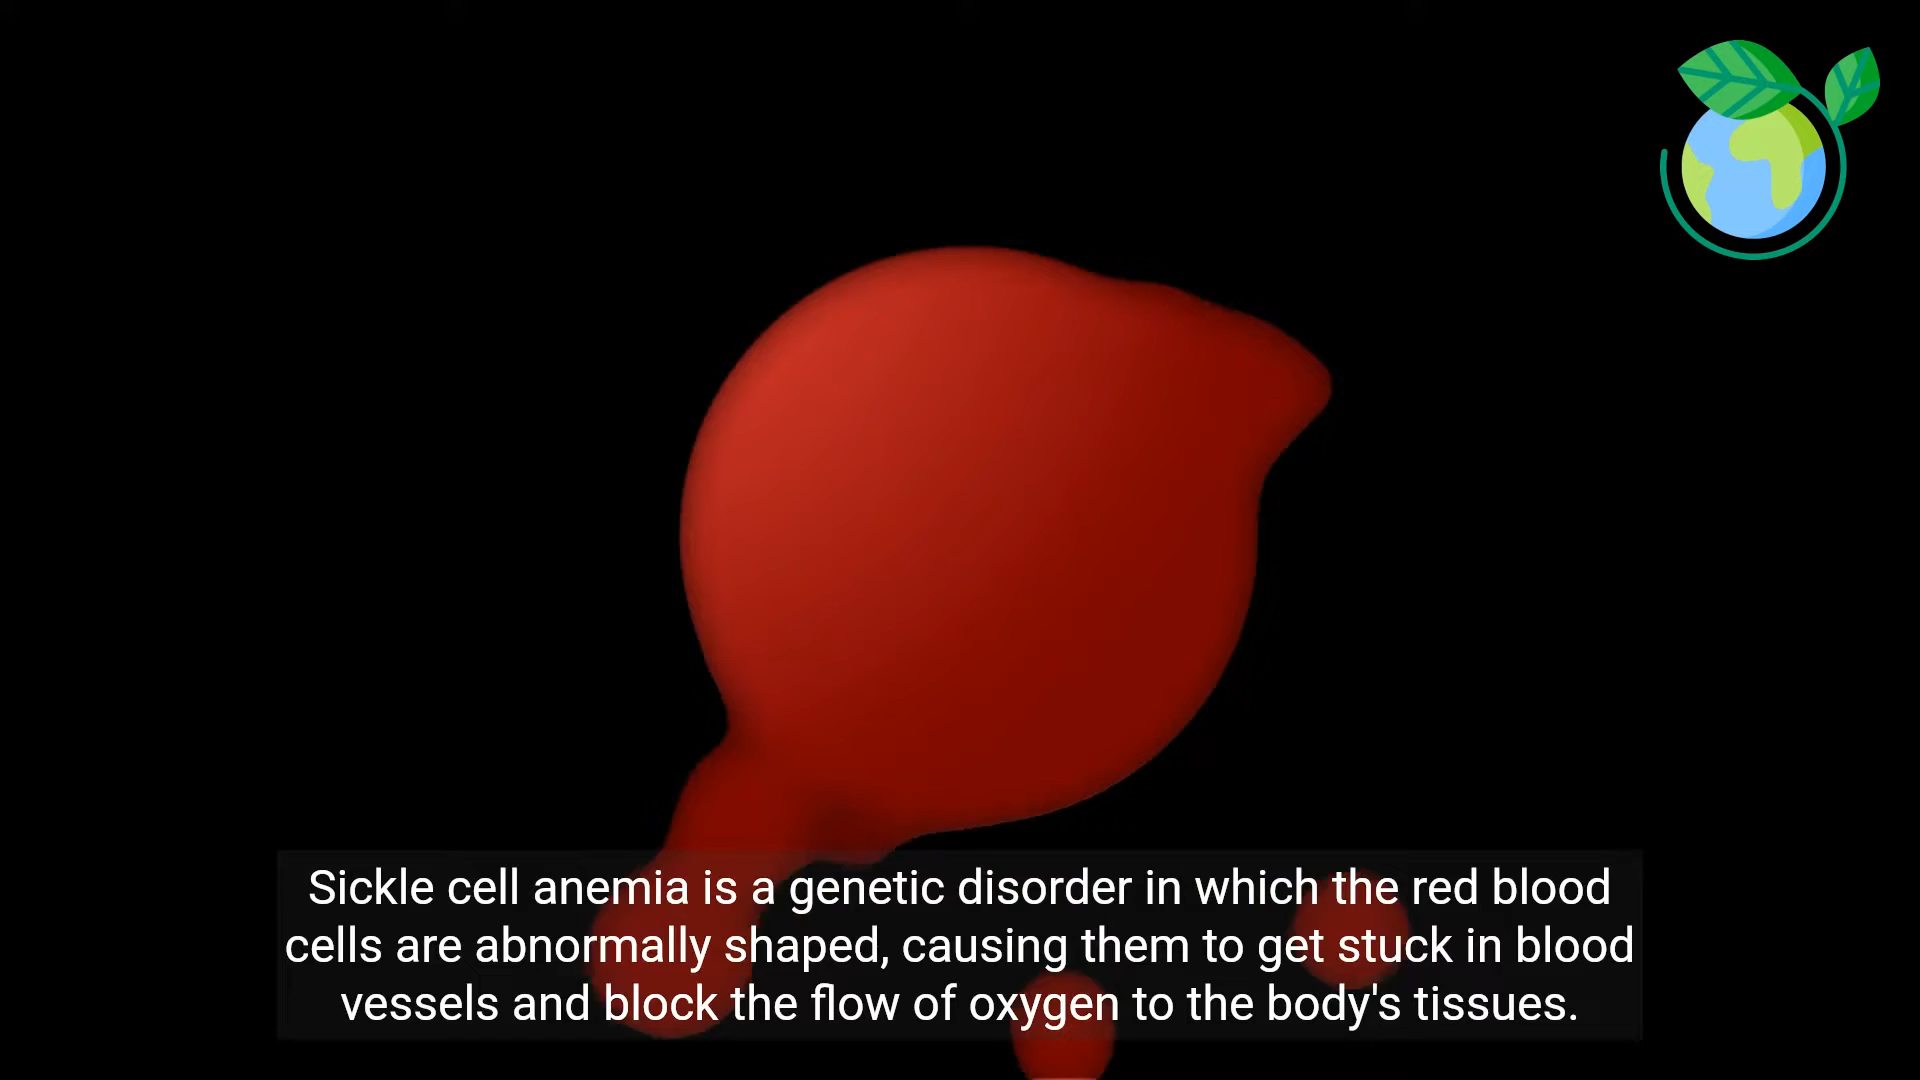 Sickle cell anemia is a genetic disorder in which the red blood
cells are abnormally shaped, causing them to get stuck in blood
vessels and block the flow of oxygen to the body's tissues.